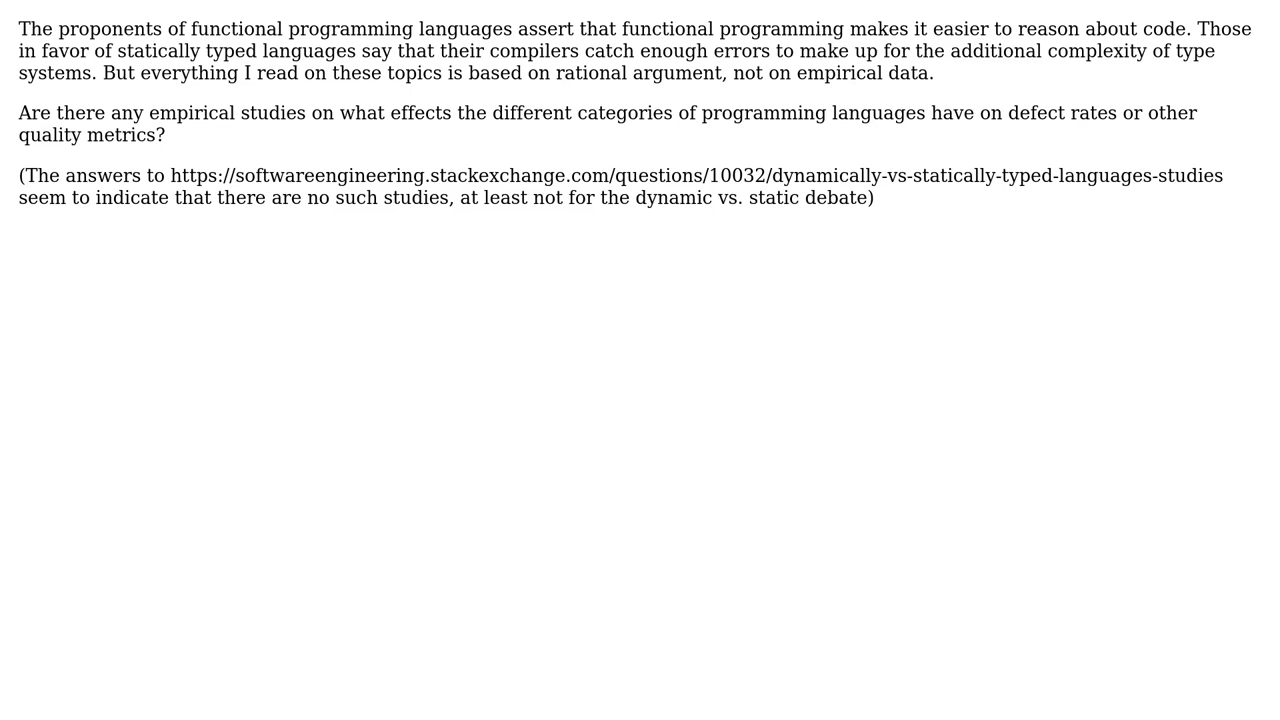 The proponents of functional programming languages assert that functional programming makes it easier to reason about code. Those
in favor of statically typed languages say that their compilers catch enough errors to make up for the additional complexity of type
systems. But everything I read on these topics is based on rational argument, not on empirical data.
Are there any empirical studies on what effects the different categories of programming languages have on defect rates or other
quality metrics?
(The answers to https://softwareengineering.stackexchange.com/questions/10032/dynamically-vs-statically-typed-languages-studies
seem to indicate that there are no such studies, at least not for the dynamic vs. static debate)